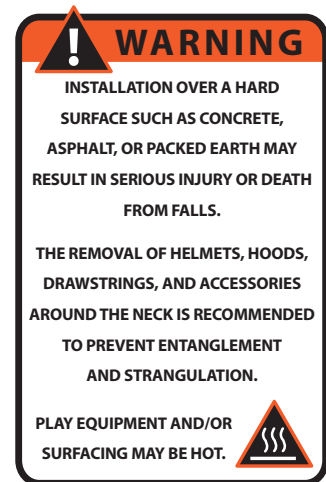 WARNING
INSTALLATION OVER A HARD
SURFACE SUCH AS CONCRETE,
ASPHALT, OR PACKED EARTH MAY
RESULT IN SERIOUS INJURY OR DEATH
FROM FALLS.
THE REMOVAL OF HELMETS, HOODS,
DRAWSTRINGS, AND ACCESSORIES
AROUND THE NECK IS RECOMMENDED
TO PREVENT ENTANGLEMENT
AND STRANGULATION.
PLAY EQUIPMENT AND/OR
SURFACING MAY BE HOT.